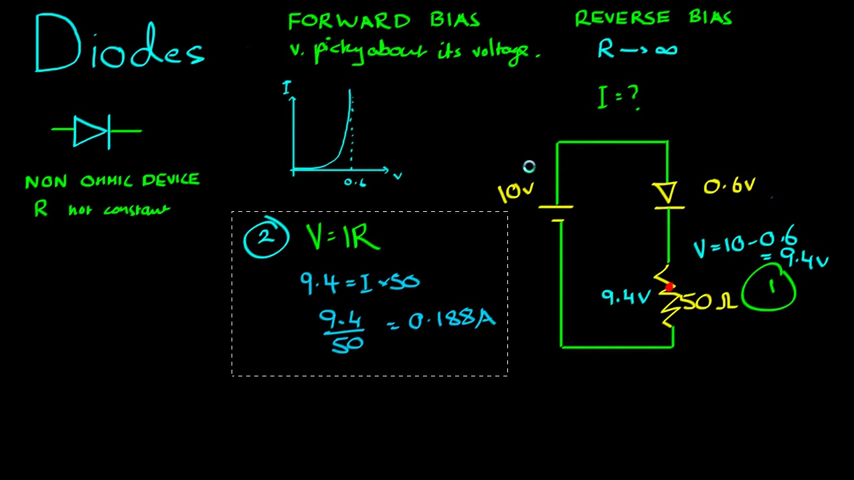 Diodes
NON OHMIC DEVICE
R not constant
FORWARD BIAS
v. picky about its voltage.
I
0.6
V
REVERSE BIAS
R → ∞
I = ?
10V
0.6V
V = 10 - 0.6
= 9.4V
1
9.4V
50Ω
2
V = IR
9.4 = I × 50
9.4
50
= 0.188A